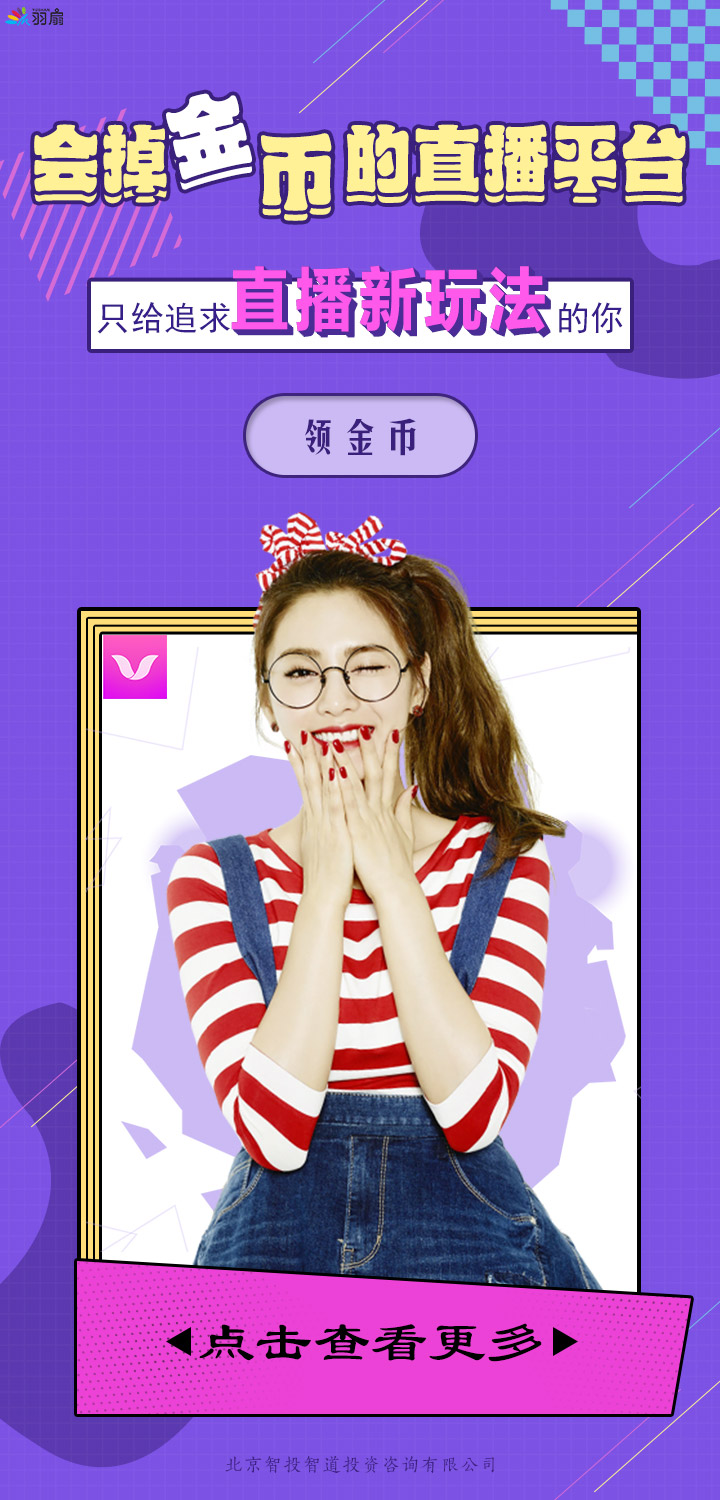 羽扇
会掉金币的直播平台
只给追求直播新玩法的你
领金币
点击查看更多
北京智投智道投资咨询有限公司